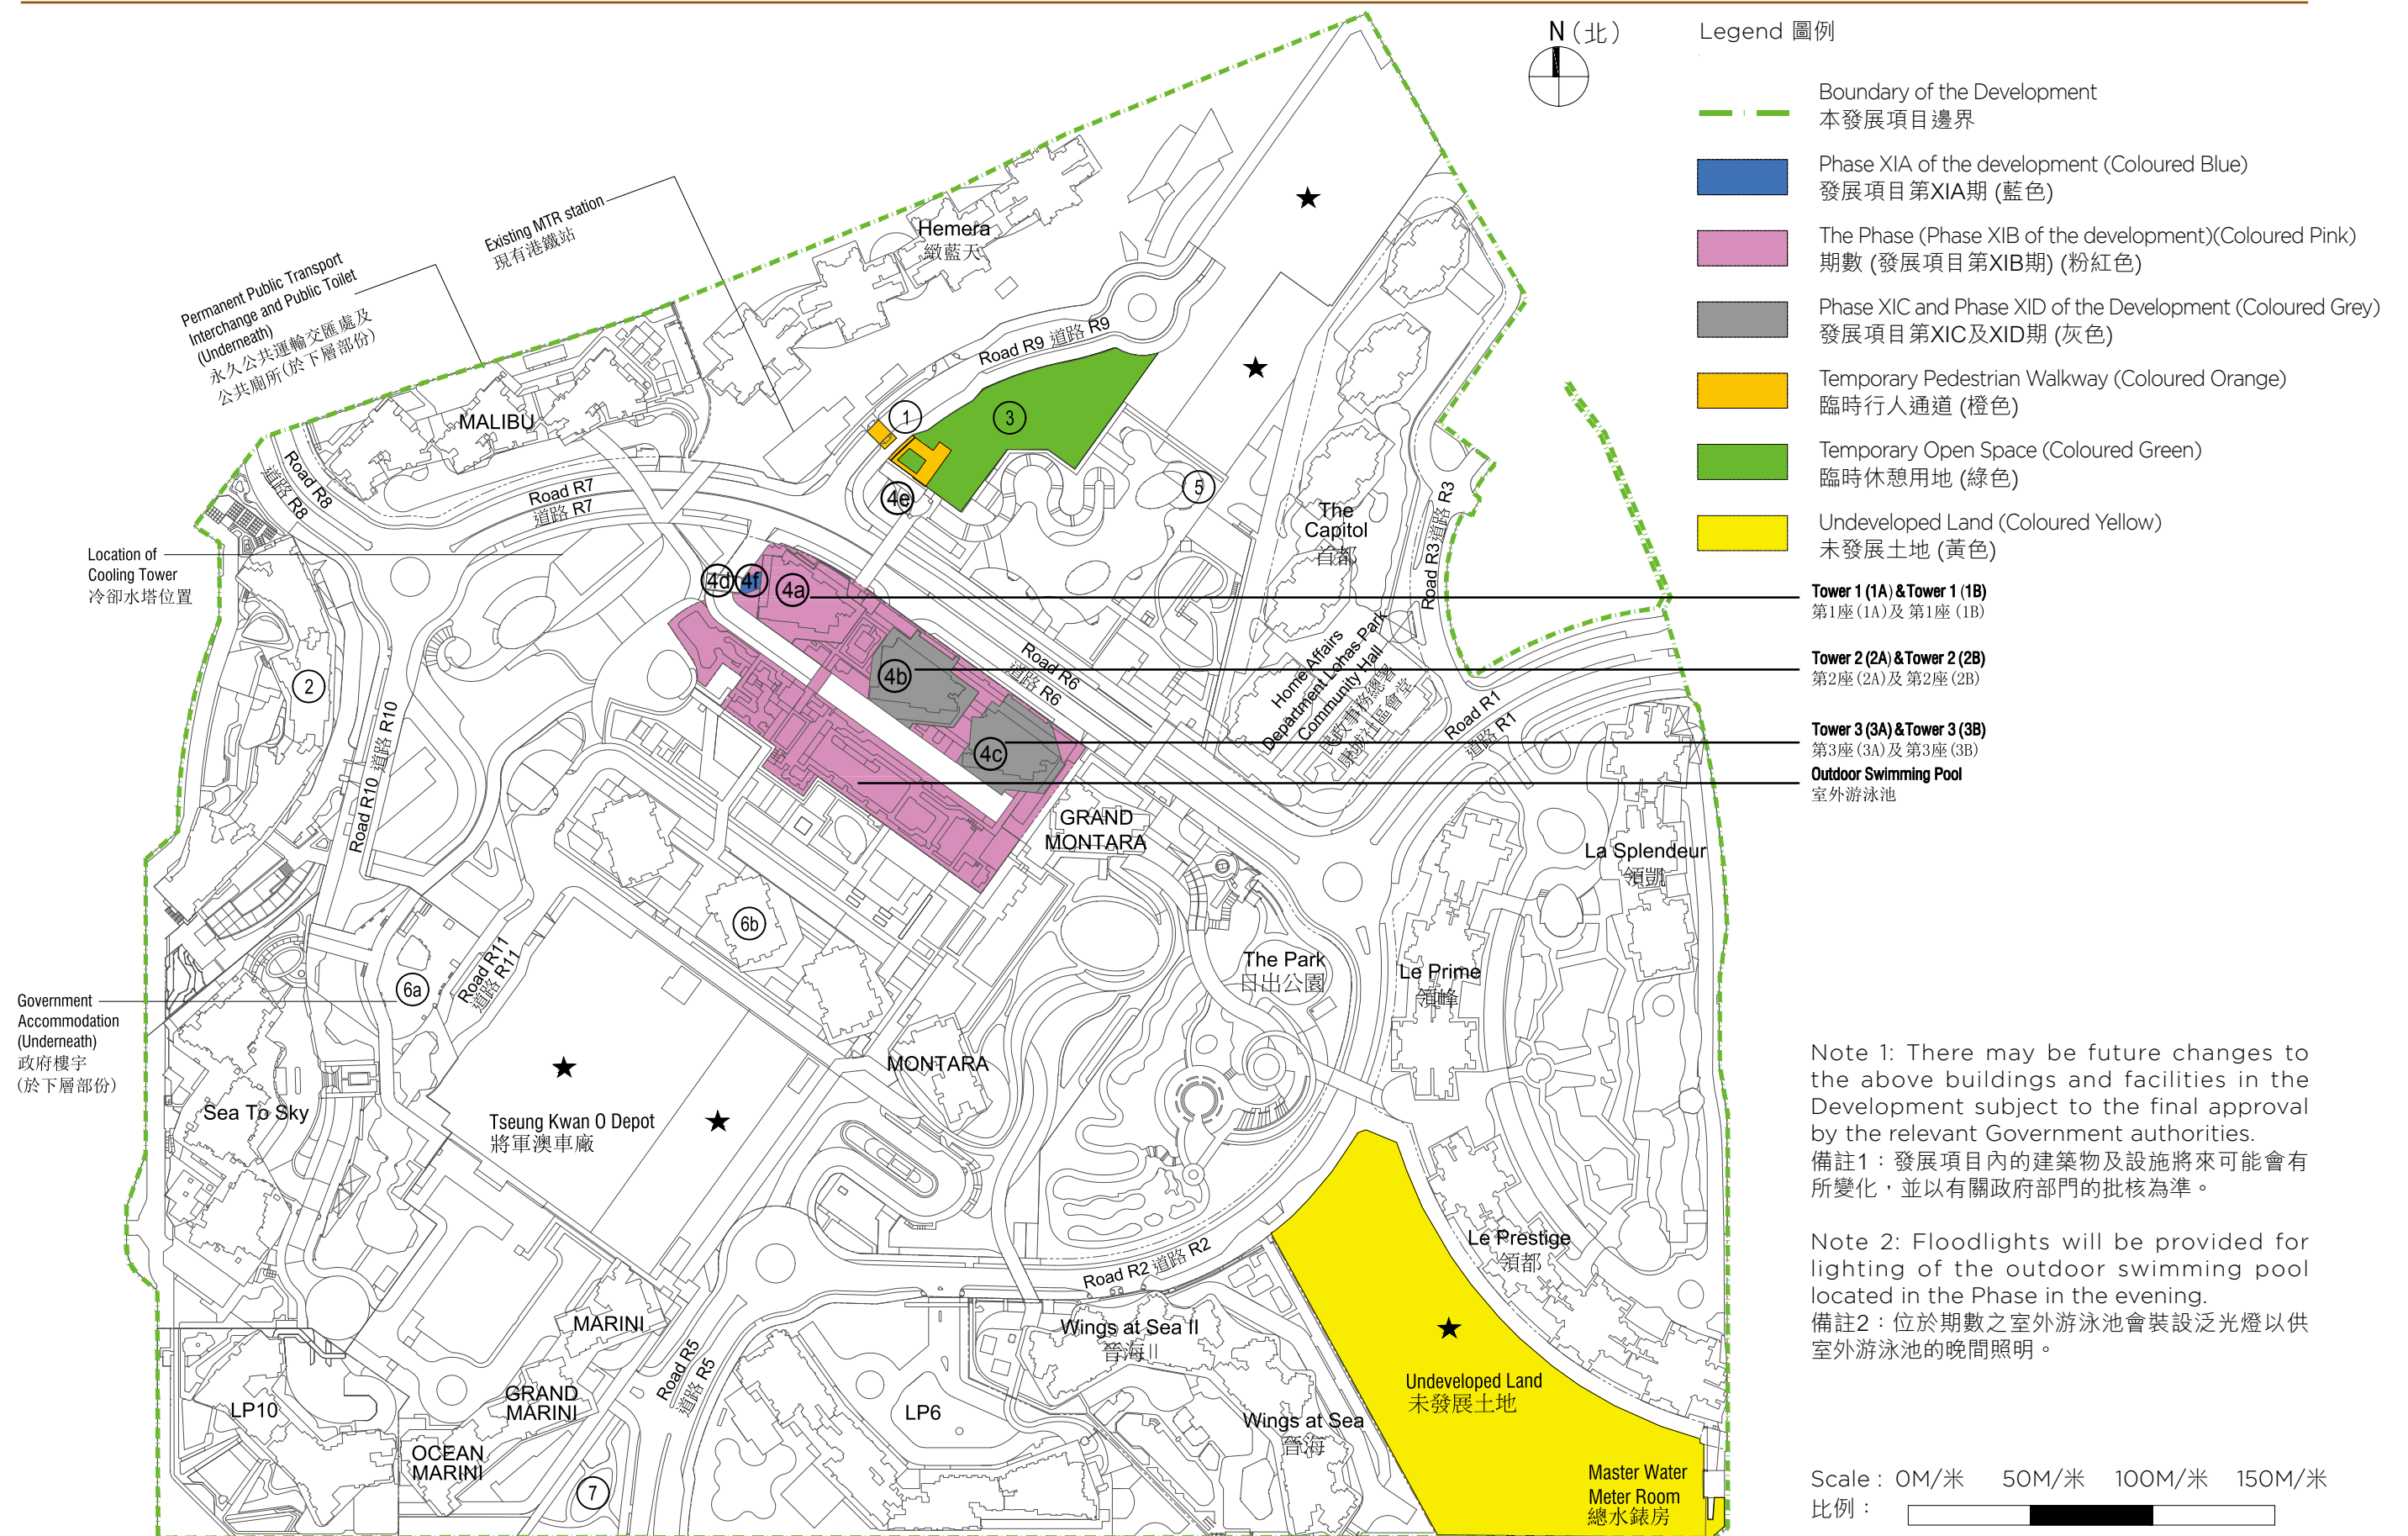 N (北)
Legend 圖例
Boundary of the Development
本發展項目邊界
Phase XIA of the development (Coloured Blue)
發展項目第XIA期 (藍色)
The Phase (Phase XIB of the development)(Coloured Pink)
期數 (發展項目第XIB期) (粉紅色)
Phase XIC and Phase XID of the Development (Coloured Grey)
發展項目第XIC及XID期 (灰色)
Temporary Pedestrian Walkway (Coloured Orange)
臨時行人通道 (橙色)
Temporary Open Space (Coloured Green)
臨時休憩用地 (綠色)
Undeveloped Land (Coloured Yellow)
未發展土地 (黃色)
Tower 1 (1A) & Tower 1 (1B)
第1座 (1A) 及 第1座 (1B)
Tower 2 (2A) & Tower 2 (2B)
第2座 (2A) 及 第2座 (2B)
Tower 3 (3A) & Tower 3 (3B)
第3座 (3A) 及 第3座 (3B)
Outdoor Swimming Pool
室外游泳池
Existing MTR station
現有港鐵站
Permanent Public Transport
Interchange and Public Toilet
(Underneath)
永久公共運輸交匯處及
公共廁所(於下層部份)
Hemera
緻藍天
Road R9 道路 R9
MALIBU
1
3
4e
5
Road R8
道路 R8
Road R7
道路 R7
The
Capitol
首都
Road R3 道路 R3
Location of
Cooling Tower
冷卻水塔位置
4d
4f
4a
4b
4c
Road R6
道路 R6
Home Affairs
Department Lohas Park
Community Hall
民政事務總署
康城社區會堂
Road R1
道路 R1
2
Road R10 道路 R10
GRAND
MONTARA
La Splendeur
領凱
6b
Road R11
道路 R11
6a
The Park
日出公園
Le Prime
領峰
Government
Accommodation
(Underneath)
政府樓宇
(於下層部份)
MONTARA
Sea To Sky
Tseung Kwan O Depot
將軍澳車廠
Road R2 道路 R2
Le Prestige
領都
MARINI
Wings at Sea II
晉海II
Road R5
道路 R5
Undeveloped Land
未發展土地
GRAND
MARINI
LP10
LP6
Wings at Sea
晉海
OCEAN
MARINI
7
Master Water
Meter Room
總水錶房
Note 1: There may be future changes to
the above buildings and facilities in the
Development subject to the final approval
by the relevant Government authorities.
備註1：發展項目內的建築物及設施將來可能會有
所變化，並以有關政府部門的批核為準。
Note 2: Floodlights will be provided for
lighting of the outdoor swimming pool
located in the Phase in the evening.
備註2：位於期數之室外游泳池會裝設泛光燈以供
室外游泳池的晚間照明。
Scale : 0M/米 50M/米 100M/米 150M/米
比例：